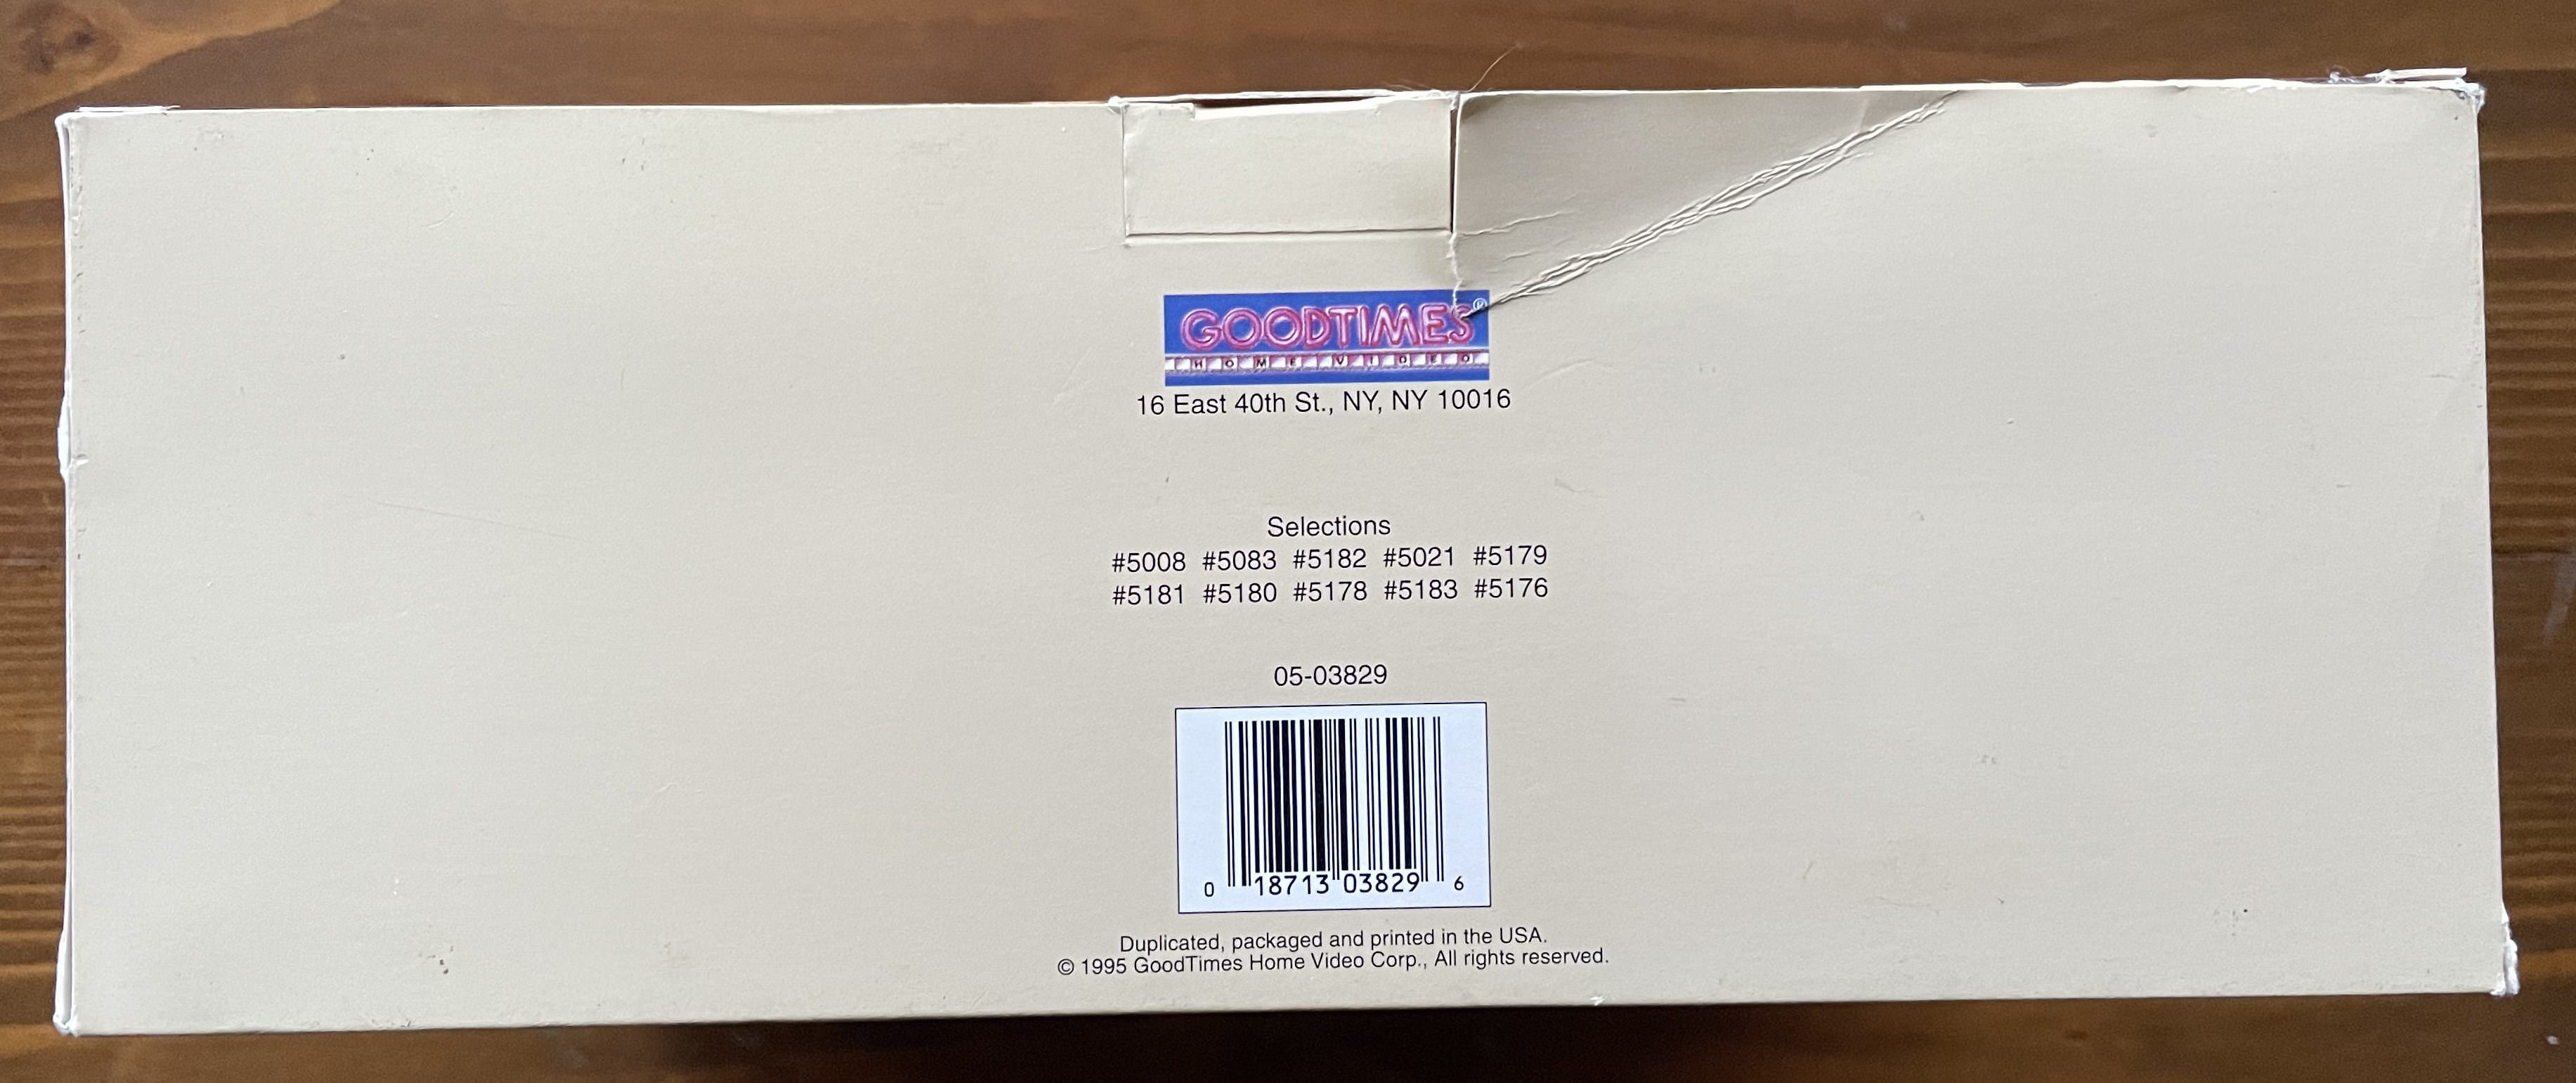 GOODTIMES®
HOME VIDEO
16 East 40th St., NY, NY 10016
Selections
#5008 #5083 #5182 #5021 #5179
#5181 #5180 #5178 #5183 #5176
05-03829
0 18713 03829 6
Duplicated, packaged and printed in the USA.
© 1995 GoodTimes Home Video Corp., All rights reserved.